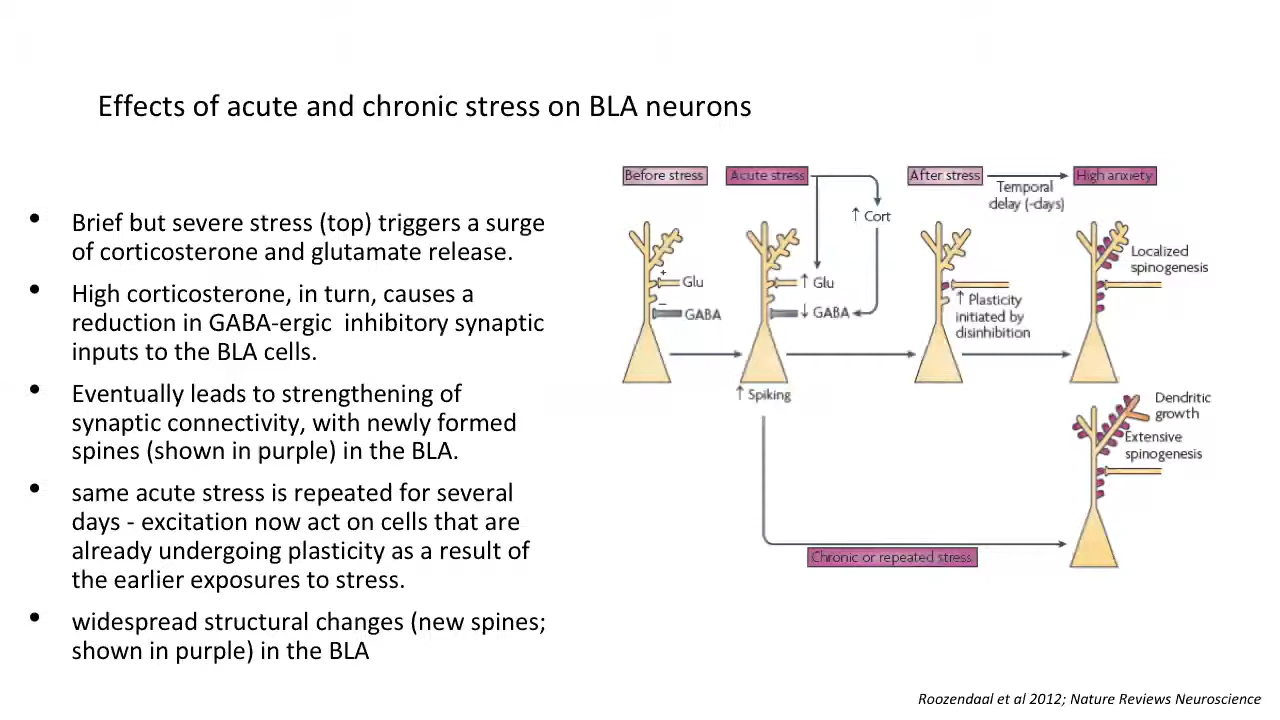 Effects of acute and chronic stress on BLA neurons
• Brief but severe stress (top) triggers a surge
of corticosterone and glutamate release.
• High corticosterone, in turn, causes a
reduction in GABA-ergic inhibitory synaptic
inputs to the BLA cells.
• Eventually leads to strengthening of
synaptic connectivity, with newly formed
spines (shown in purple) in the BLA.
• same acute stress is repeated for several
days - excitation now act on cells that are
already undergoing plasticity as a result of
the earlier exposures to stress.
• widespread structural changes (new spines;
shown in purple) in the BLA
Before stress
Acute stress
After stress
High anxiety
Temporal
delay (~days)
↑ Cort
+
Glu
−
GABA
↑ Glu
↓ GABA
↑ Plasticity
initiated by
disinhibition
Localized
spinogenesis
↑ Spiking
Dendritic
growth
Extensive
spinogenesis
Chronic or repeated stress
Roozendaal et al 2012; Nature Reviews Neuroscience